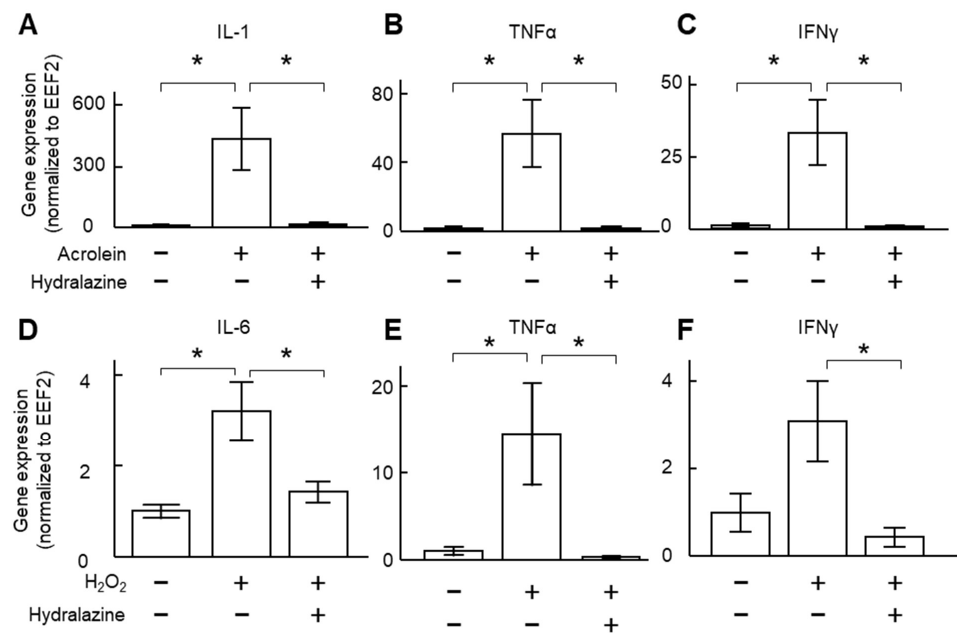 A IL-1
B TNFα
C IFNγ
* * * * * *
Gene expression
(normalized to EEF2)
600
300
0
80
40
0
50
25
0
Acrolein − + + − + + − + +
Hydralazine − − + − − + − − +
D IL-6
E TNFα
F IFNγ
* * * * *
Gene expression
(normalized to EEF2)
4
2
0
20
10
0
4
2
0
H₂O₂ − + + − + + − + +
Hydralazine − − + − − + − − +